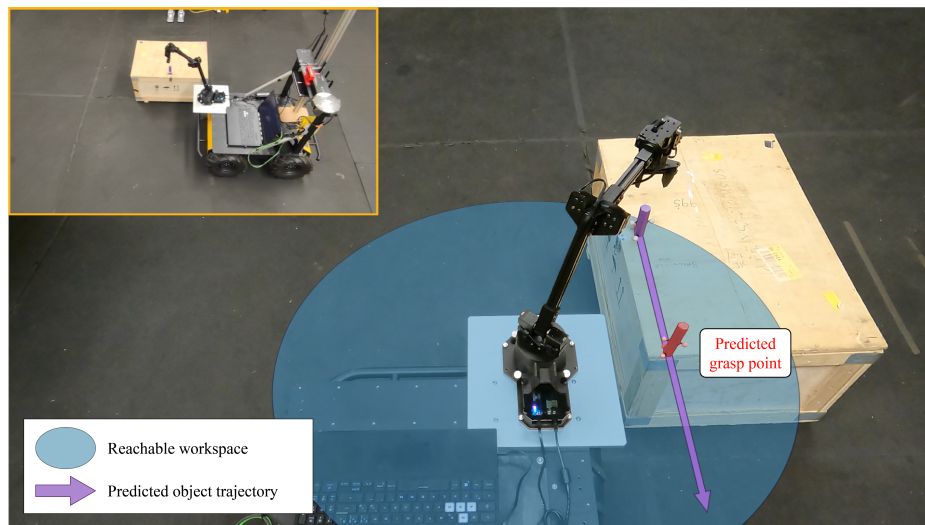 Predicted
grasp point
Reachable workspace
Predicted object trajectory